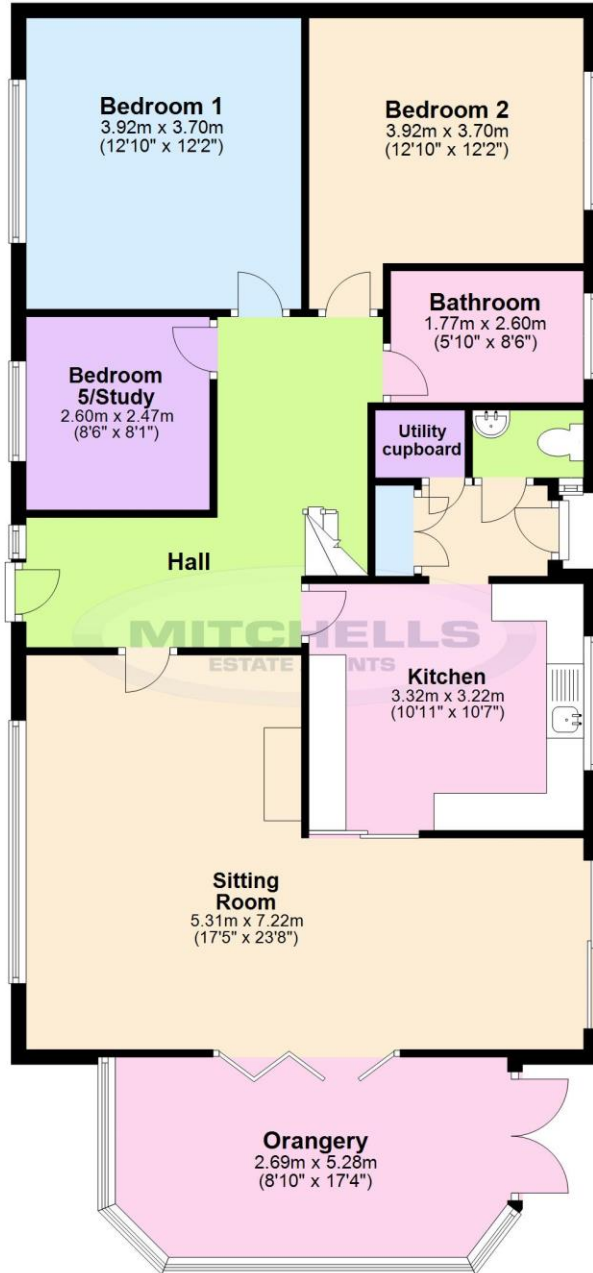 Bedroom 1
3.92m x 3.70m
(12'10" x 12'2")
Bedroom 2
3.92m x 3.70m
(12'10" x 12'2")
Bathroom
1.77m x 2.60m
(5'10" x 8'6")
Bedroom
5/Study
2.60m x 2.47m
(8'6" x 8'1")
Utility
cupboard
Hall
MITCHELLS
ESTATE
Kitchen
3.32m x 3.22m
(10'11" x 10'7")
Sitting
Room
5.31m x 7.22m
(17'5" x 23'8")
Orangery
2.69m x 5.28m
(8'10" x 17'4")